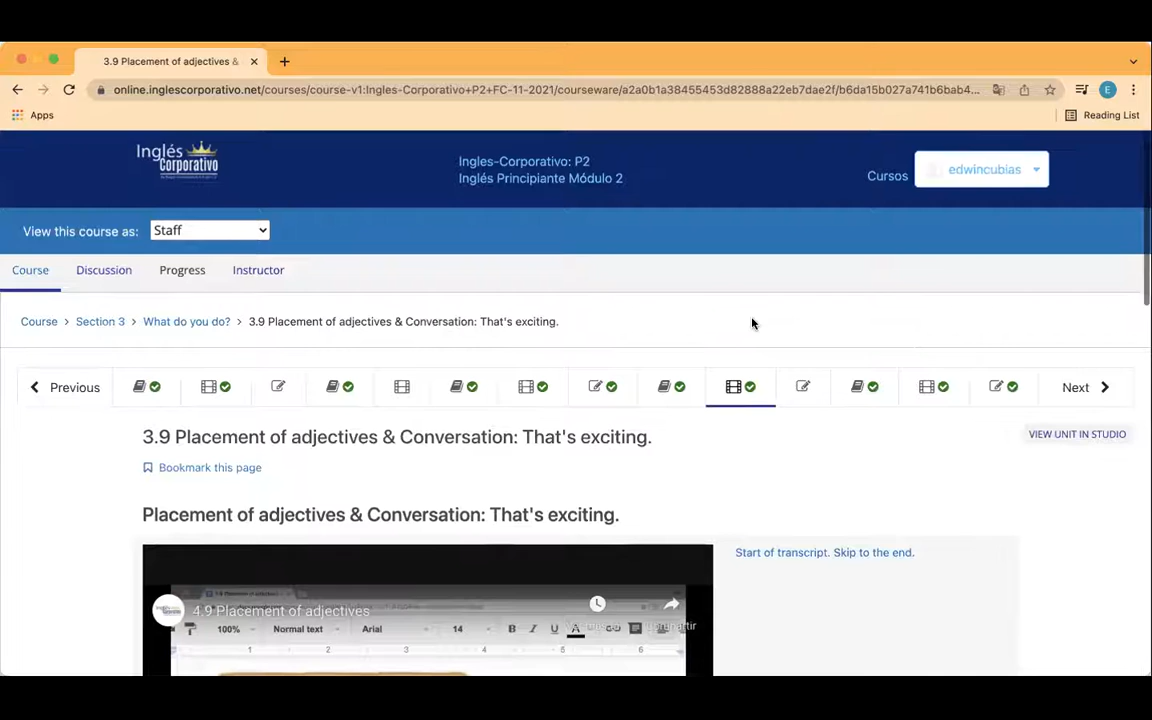 3.9 Placement of adjectives &
online.inglescorporativo.net/courses/course-v1:Ingles-Corporativo+P2+FC-11-2021/courseware/a2a0b1a38455453d82888a22eb7dae2f/b6da15b027a741b6bab4...
E
Apps
Reading List
Inglés
Corporativo
Ingles-Corporativo: P2
Inglés Principiante Módulo 2
Cursos
edwincubias
View this course as:
Staff
Course
Discussion
Progress
Instructor
Course > Section 3 > What do you do? > 3.9 Placement of adjectives & Conversation: That's exciting.
Previous
Next
3.9 Placement of adjectives & Conversation: That's exciting.
VIEW UNIT IN STUDIO
Bookmark this page
Placement of adjectives & Conversation: That's exciting.
Start of transcript. Skip to the end.
4.9 Placement of adjectives
100%
Normal text
Arial
14
B I U A
1 2 3 4 5 6